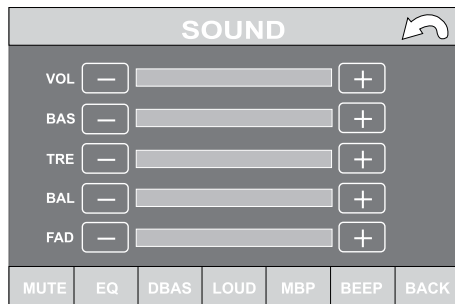 SOUND
VOL − +
BAS − +
TRE − +
BAL − +
FAD − +
MUTE EQ DBAS LOUD MBP BEEP BACK